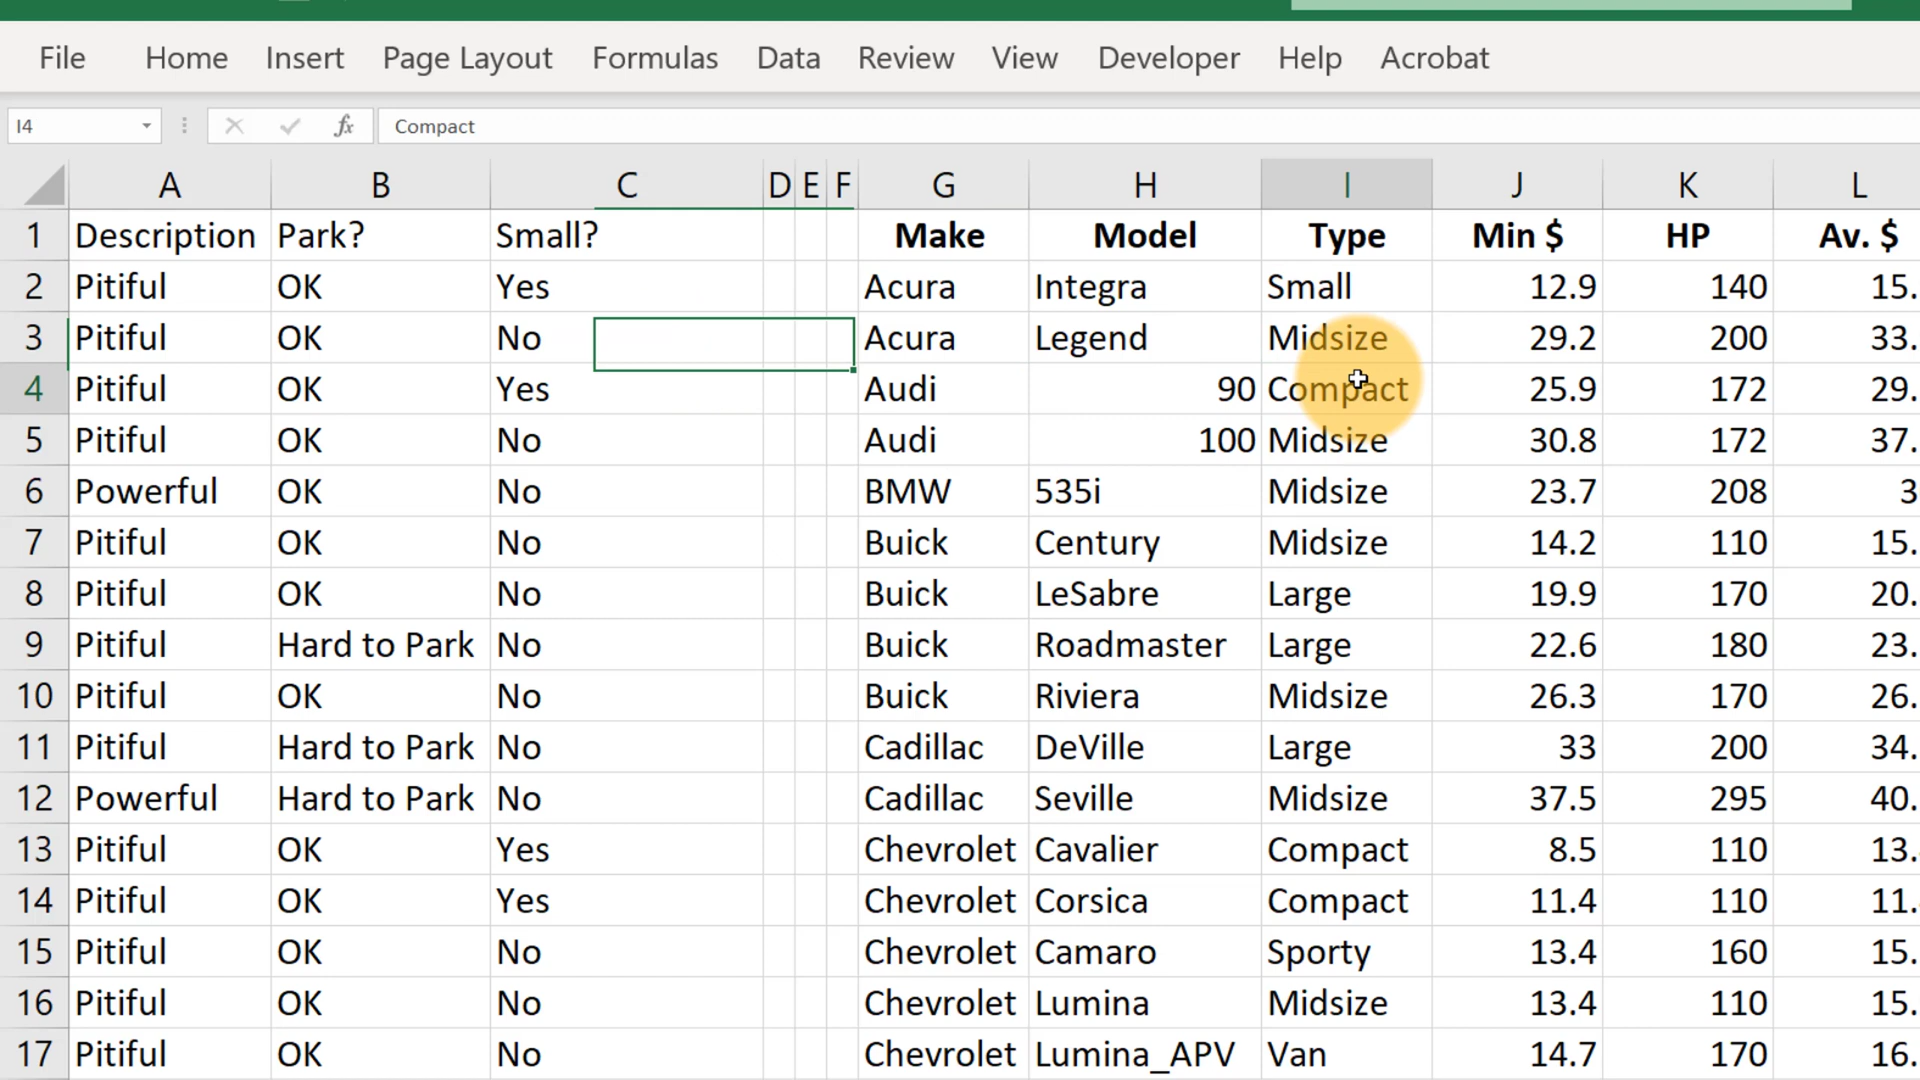 File Home Insert Page Layout Formulas Data Review View Developer Help Acrobat
I4 fx Compact
A B C D E F G H I J K L
1 Description Park? Small? Make Model Type Min $ HP Av. $
2 Pitiful OK Yes Acura Integra Small 12.9 140 15.
3 Pitiful OK No Acura Legend Midsize 29.2 200 33.
4 Pitiful OK Yes Audi 90 Compact 25.9 172 29.
5 Pitiful OK No Audi 100 Midsize 30.8 172 37.
6 Powerful OK No BMW 535i Midsize 23.7 208 3
7 Pitiful OK No Buick Century Midsize 14.2 110 15.
8 Pitiful OK No Buick LeSabre Large 19.9 170 20.
9 Pitiful Hard to Park No Buick Roadmaster Large 22.6 180 23.
10 Pitiful OK No Buick Riviera Midsize 26.3 170 26.
11 Pitiful Hard to Park No Cadillac DeVille Large 33 200 34.
12 Powerful Hard to Park No Cadillac Seville Midsize 37.5 295 40.
13 Pitiful OK Yes Chevrolet Cavalier Compact 8.5 110 13.
14 Pitiful OK Yes Chevrolet Corsica Compact 11.4 110 11.
15 Pitiful OK No Chevrolet Camaro Sporty 13.4 160 15.
16 Pitiful OK No Chevrolet Lumina Midsize 13.4 110 15.
17 Pitiful OK No Chevrolet Lumina_APV Van 14.7 170 16.